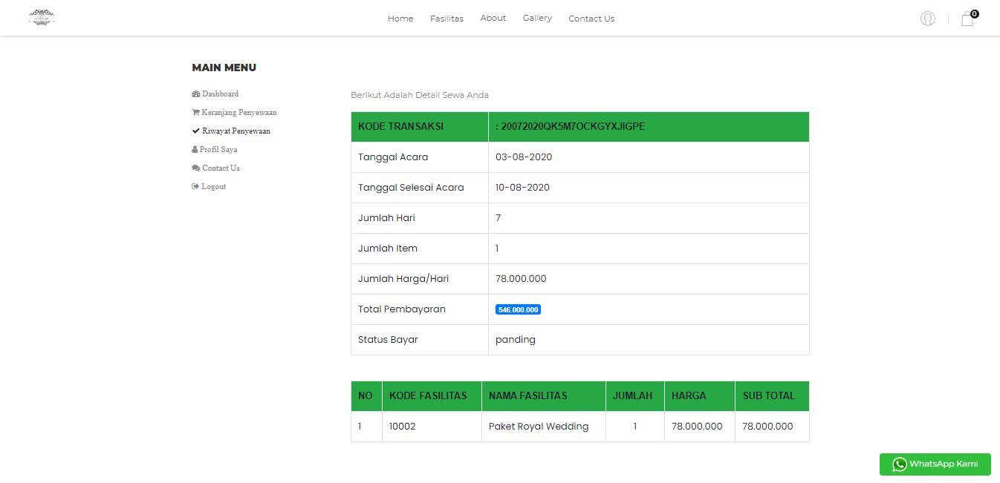 Home Fasilitas About Gallery Contact Us 0
MAIN MENU
Dashboard
Keranjang Penyewaan
Riwayat Penyewaan
Profil Saya
Contact Us
Logout
Berikut Adalah Detail Sewa Anda
KODE TRANSAKSI : 20072020QK5M7OCKGYXJIGPE
Tanggal Acara 03-08-2020
Tanggal Selesai Acara 10-08-2020
Jumlah Hari 7
Jumlah Item 1
Jumlah Harga/Hari 78.000.000
Total Pembayaran 546.000.000
Status Bayar panding
NO KODE FASILITAS NAMA FASILITAS JUMLAH HARGA SUB TOTAL
1 10002 Paket Royal Wedding 1 78.000.000 78.000.000
WhatsApp Kami